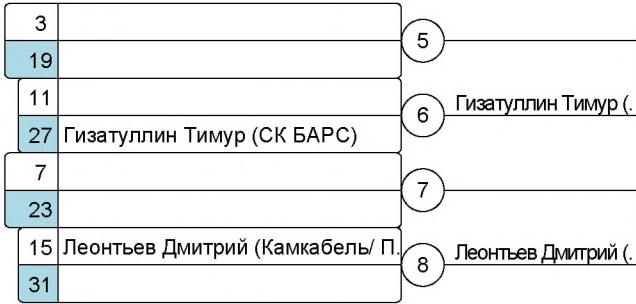 3
5
19
11
6 Гизатуллин Тимур (.
27 Гизатуллин Тимур (СК БАРС)
7
7
23
15 Леонтьев Дмитрий (Камкабель/ П.
8 Леонтьев Дмитрий (.
31